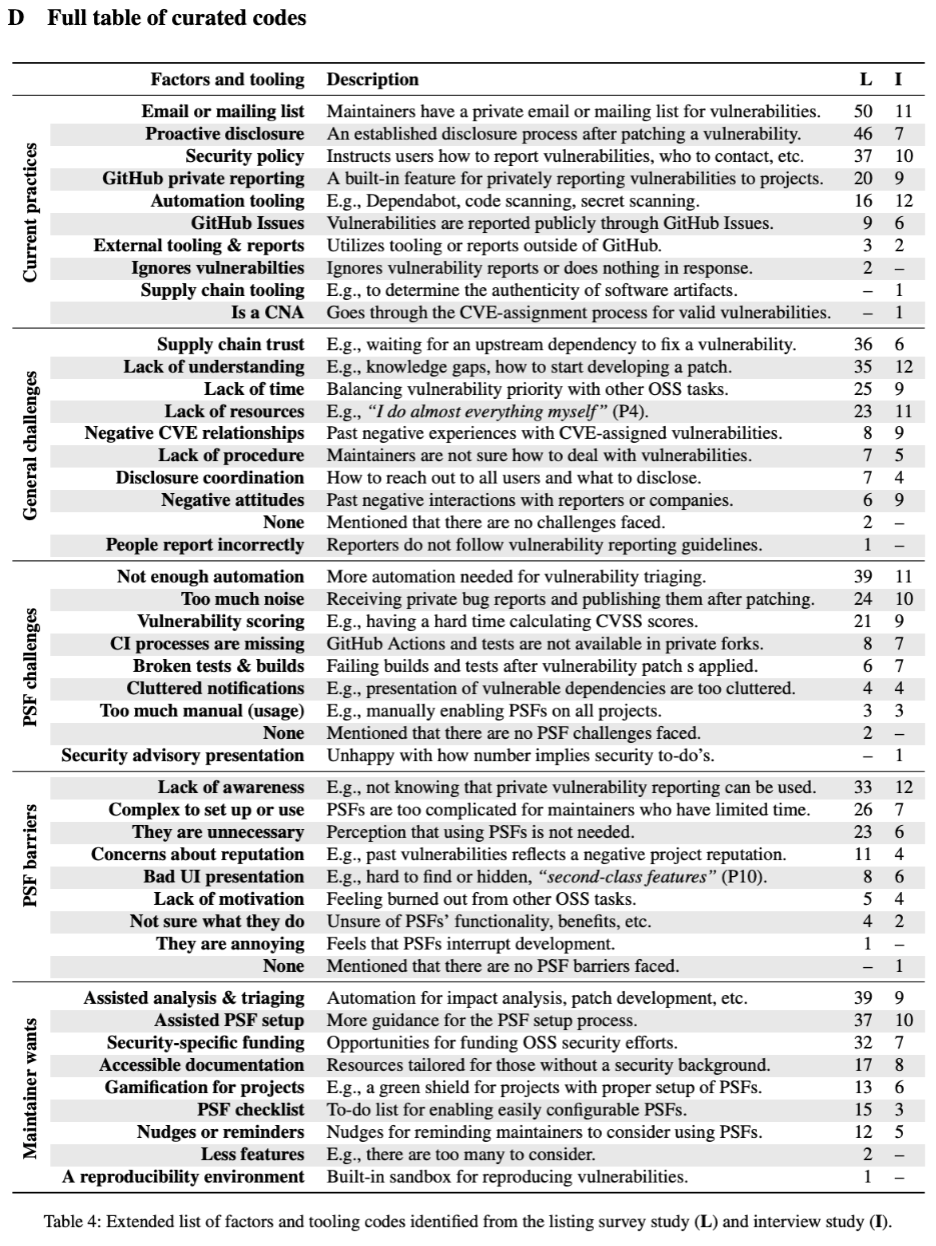 D Full table of curated codes
Factors and tooling Description L I
Current practices
Email or mailing list Maintainers have a private email or mailing list for vulnerabilities. 50 11
Proactive disclosure An established disclosure process after patching a vulnerability. 46 7
Security policy Instructs users how to report vulnerabilities, who to contact, etc. 37 10
GitHub private reporting A built-in feature for privately reporting vulnerabilities to projects. 20 9
Automation tooling E.g., Dependabot, code scanning, secret scanning. 16 12
GitHub Issues Vulnerabilities are reported publicly through GitHub Issues. 9 6
External tooling & reports Utilizes tooling or reports outside of GitHub. 3 2
Ignores vulnerabilties Ignores vulnerability reports or does nothing in response. 2 –
Supply chain tooling E.g., to determine the authenticity of software artifacts. – 1
Is a CNA Goes through the CVE-assignment process for valid vulnerabilities. – 1
General challenges
Supply chain trust E.g., waiting for an upstream dependency to fix a vulnerability. 36 6
Lack of understanding E.g., knowledge gaps, how to start developing a patch. 35 12
Lack of time Balancing vulnerability priority with other OSS tasks. 25 9
Lack of resources E.g., “I do almost everything myself” (P4). 23 11
Negative CVE relationships Past negative experiences with CVE-assigned vulnerabilities. 8 9
Lack of procedure Maintainers are not sure how to deal with vulnerabilities. 7 5
Disclosure coordination How to reach out to all users and what to disclose. 7 4
Negative attitudes Past negative interactions with reporters or companies. 6 9
None Mentioned that there are no challenges faced. 2 –
People report incorrectly Reporters do not follow vulnerability reporting guidelines. 1 –
PSF challenges
Not enough automation More automation needed for vulnerability triaging. 39 11
Too much noise Receiving private bug reports and publishing them after patching. 24 10
Vulnerability scoring E.g., having a hard time calculating CVSS scores. 21 9
CI processes are missing GitHub Actions and tests are not available in private forks. 8 7
Broken tests & builds Failing builds and tests after vulnerability patch s applied. 6 7
Cluttered notifications E.g., presentation of vulnerable dependencies are too cluttered. 4 4
Too much manual (usage) E.g., manually enabling PSFs on all projects. 3 3
None Mentioned that there are no PSF challenges faced. 2 –
Security advisory presentation Unhappy with how number implies security to-do’s. – 1
PSF barriers
Lack of awareness E.g., not knowing that private vulnerability reporting can be used. 33 12
Complex to set up or use PSFs are too complicated for maintainers who have limited time. 26 7
They are unnecessary Perception that using PSFs is not needed. 23 6
Concerns about reputation E.g., past vulnerabilities reflects a negative project reputation. 11 4
Bad UI presentation E.g., hard to find or hidden, “second-class features” (P10). 8 6
Lack of motivation Feeling burned out from other OSS tasks. 5 4
Not sure what they do Unsure of PSFs’ functionality, benefits, etc. 4 2
They are annoying Feels that PSFs interrupt development. 1 –
None Mentioned that there are no PSF barriers faced. – 1
Maintainer wants
Assisted analysis & triaging Automation for impact analysis, patch development, etc. 39 9
Assisted PSF setup More guidance for the PSF setup process. 37 10
Security-specific funding Opportunities for funding OSS security efforts. 32 7
Accessible documentation Resources tailored for those without a security background. 17 8
Gamification for projects E.g., a green shield for projects with proper setup of PSFs. 13 6
PSF checklist To-do list for enabling easily configurable PSFs. 15 3
Nudges or reminders Nudges for reminding maintainers to consider using PSFs. 12 5
Less features E.g., there are too many to consider. 2 –
A reproducibility environment Built-in sandbox for reproducing vulnerabilities. 1 –
Table 4: Extended list of factors and tooling codes identified from the listing survey study (L) and interview study (I).